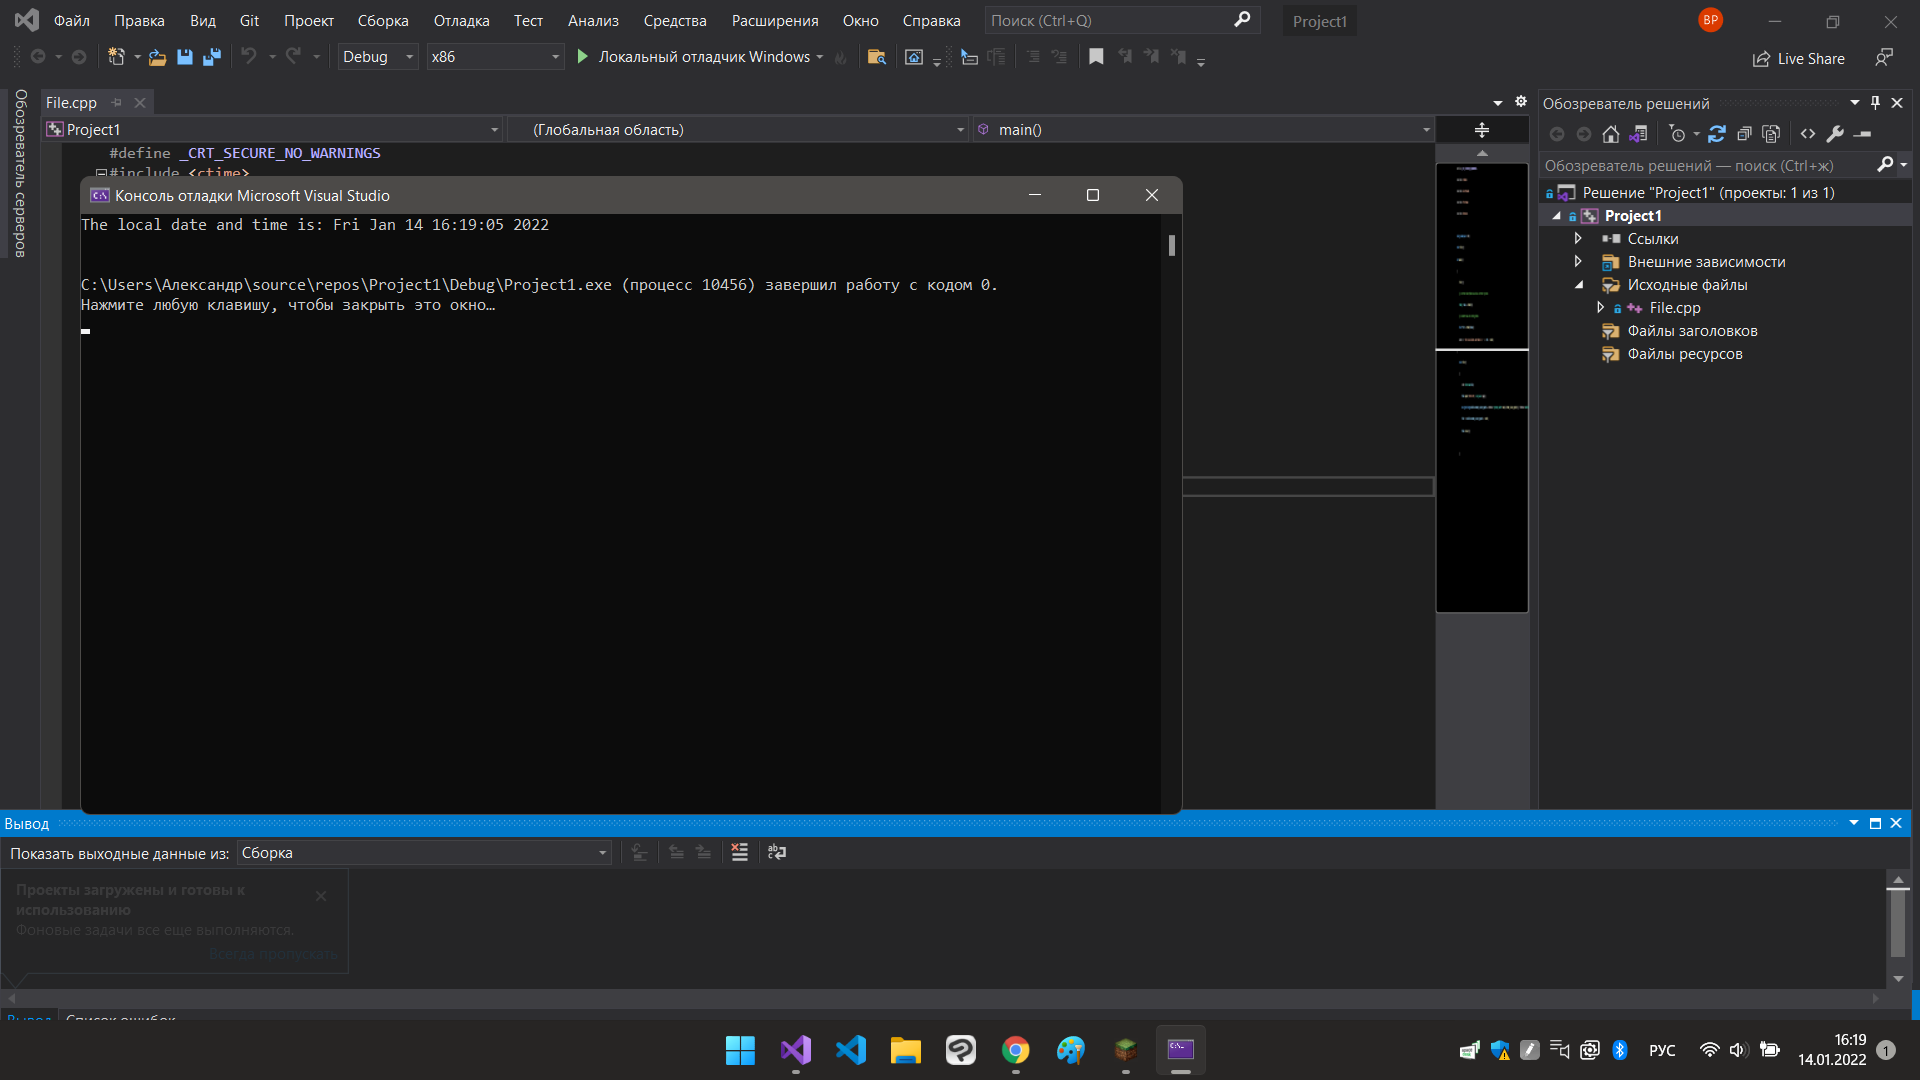 Файл Правка Вид Git Проект Сборка Отладка Тест Анализ Средства Расширения Окно Справка Поиск (Ctrl+Q) Project1 ВР
Debug x86 Локальный отладчик Windows Live Share
Обозреватель серверов
File.cpp
Project1 (Глобальная область) main()
#define _CRT_SECURE_NO_WARNINGS
#include <ctime>
Консоль отладки Microsoft Visual Studio
The local date and time is: Fri Jan 14 16:19:05 2022
C:\Users\Александр\source\repos\Project1\Debug\Project1.exe (процесс 10456) завершил работу с кодом 0.
Нажмите любую клавишу, чтобы закрыть это окно…
Обозреватель решений
Обозреватель решений — поиск (Ctrl+ж)
Решение "Project1" (проекты: 1 из 1)
Project1
Ссылки
Внешние зависимости
Исходные файлы
File.cpp
Файлы заголовков
Файлы ресурсов
Вывод
Показать выходные данные из: Сборка
Проекты загружены и готовы к
использованию
Фоновые задачи все еще выполняются.
Всегда пропускать
Вывод Список ошибок
РУС
16:19
14.01.2022
1